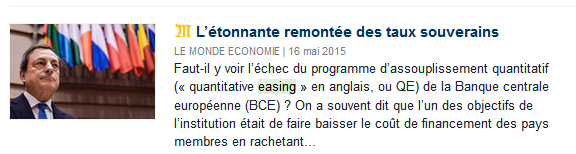 L’étonnante remontée des taux souverains
LE MONDE ECONOMIE | 16 mai 2015
Faut-il y voir l’échec du programme d’assouplissement quantitatif
(« quantitative easing » en anglais, ou QE) de la Banque centrale
européenne (BCE) ? On a souvent dit que l’un des objectifs de
l’institution était de faire baisser le coût de financement des pays
membres en rachetant...